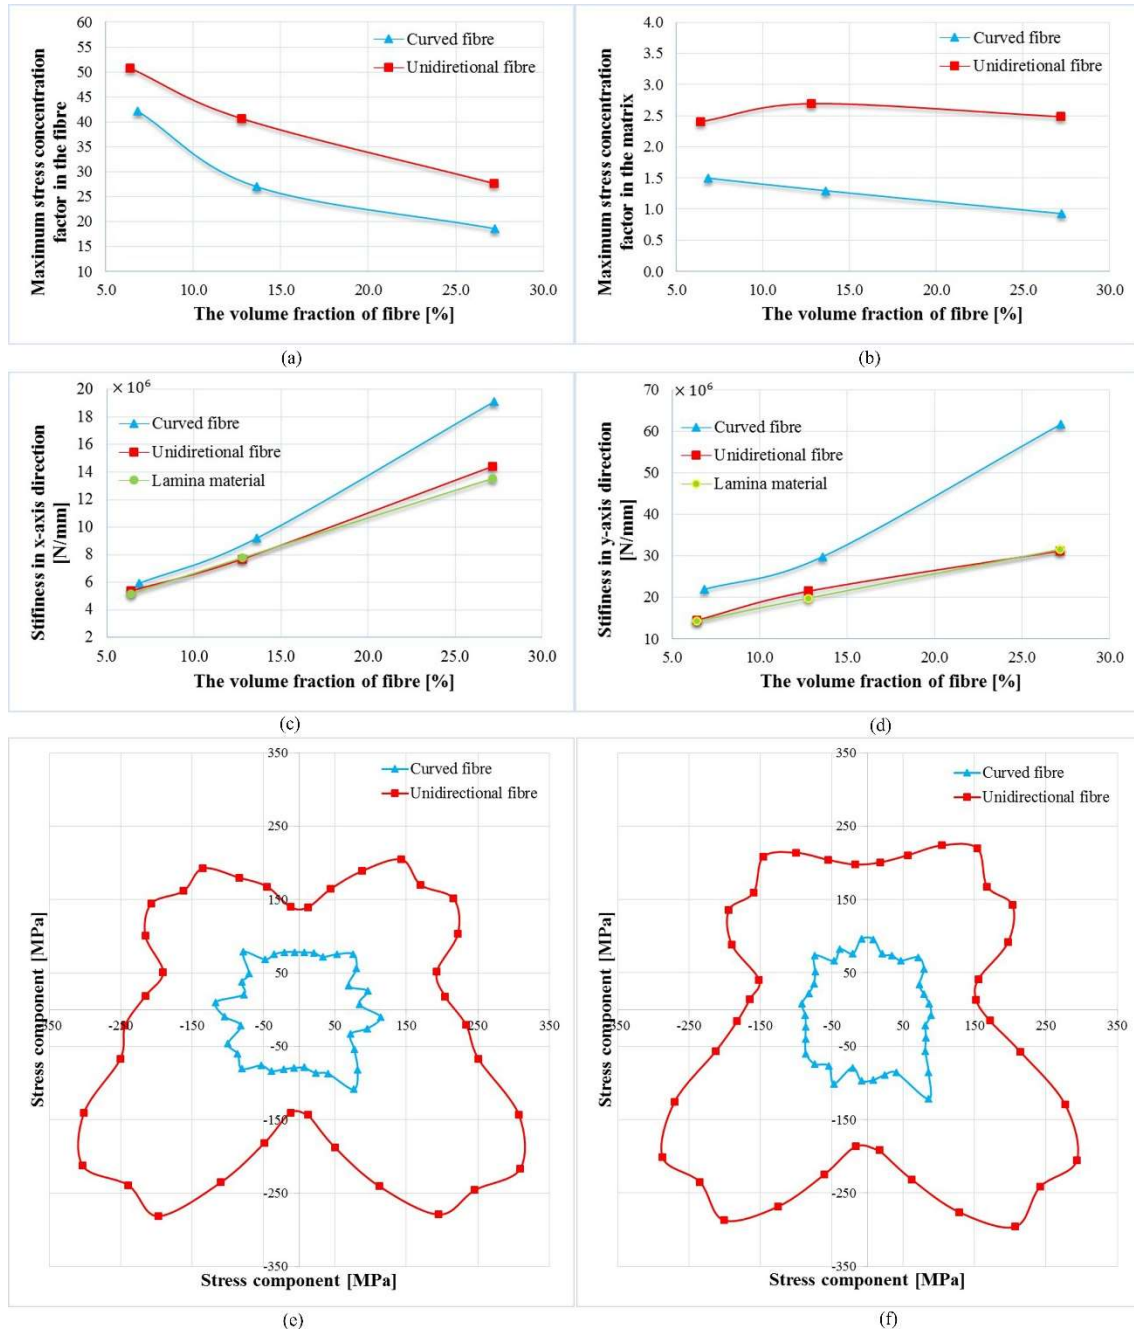 60
55
50
45
40
35
30
25
20
15
10
Maximum stress concentration
factor in the fibre
Curved fibre
Unidiretional fibre
5.0 10.0 15.0 20.0 25.0 30.0
The volume fraction of fibre [%]
(a)
4.0
3.5
3.0
2.5
2.0
1.5
1.0
0.5
0.0
Maximum stress concentration
factor in the matrix
Curved fibre
Unidiretional fibre
5.0 10.0 15.0 20.0 25.0 30.0
The volume fraction of fibre [%]
(b)
× 10⁶
20
18
16
14
12
10
8
6
4
2
Stifiness in x-axis direction
[N/mm]
Curved fibre
Unidiretional fibre
Lamina material
5.0 10.0 15.0 20.0 25.0 30.0
The volume fraction of fibre [%]
(c)
× 10⁶
70
60
50
40
30
20
10
Stifiness in y-axis direction
[N/mm]
Curved fibre
Unidiretional fibre
Lamina material
5.0 10.0 15.0 20.0 25.0 30.0
The volume fraction of fibre [%]
(d)
350
250
150
50
-50
-150
-250
-350
Curved fibre
Unidirectional fibre
Stress component [MPa]
-350 -250 -150 -50 50 150 250 350
Stress component [MPa]
(e)
350
250
150
50
-50
-150
-250
-350
Curved fibre
Unidirectional fibre
Stress component [MPa]
-350 -250 -150 -50 50 150 250 350
Stress component [MPa]
(f)